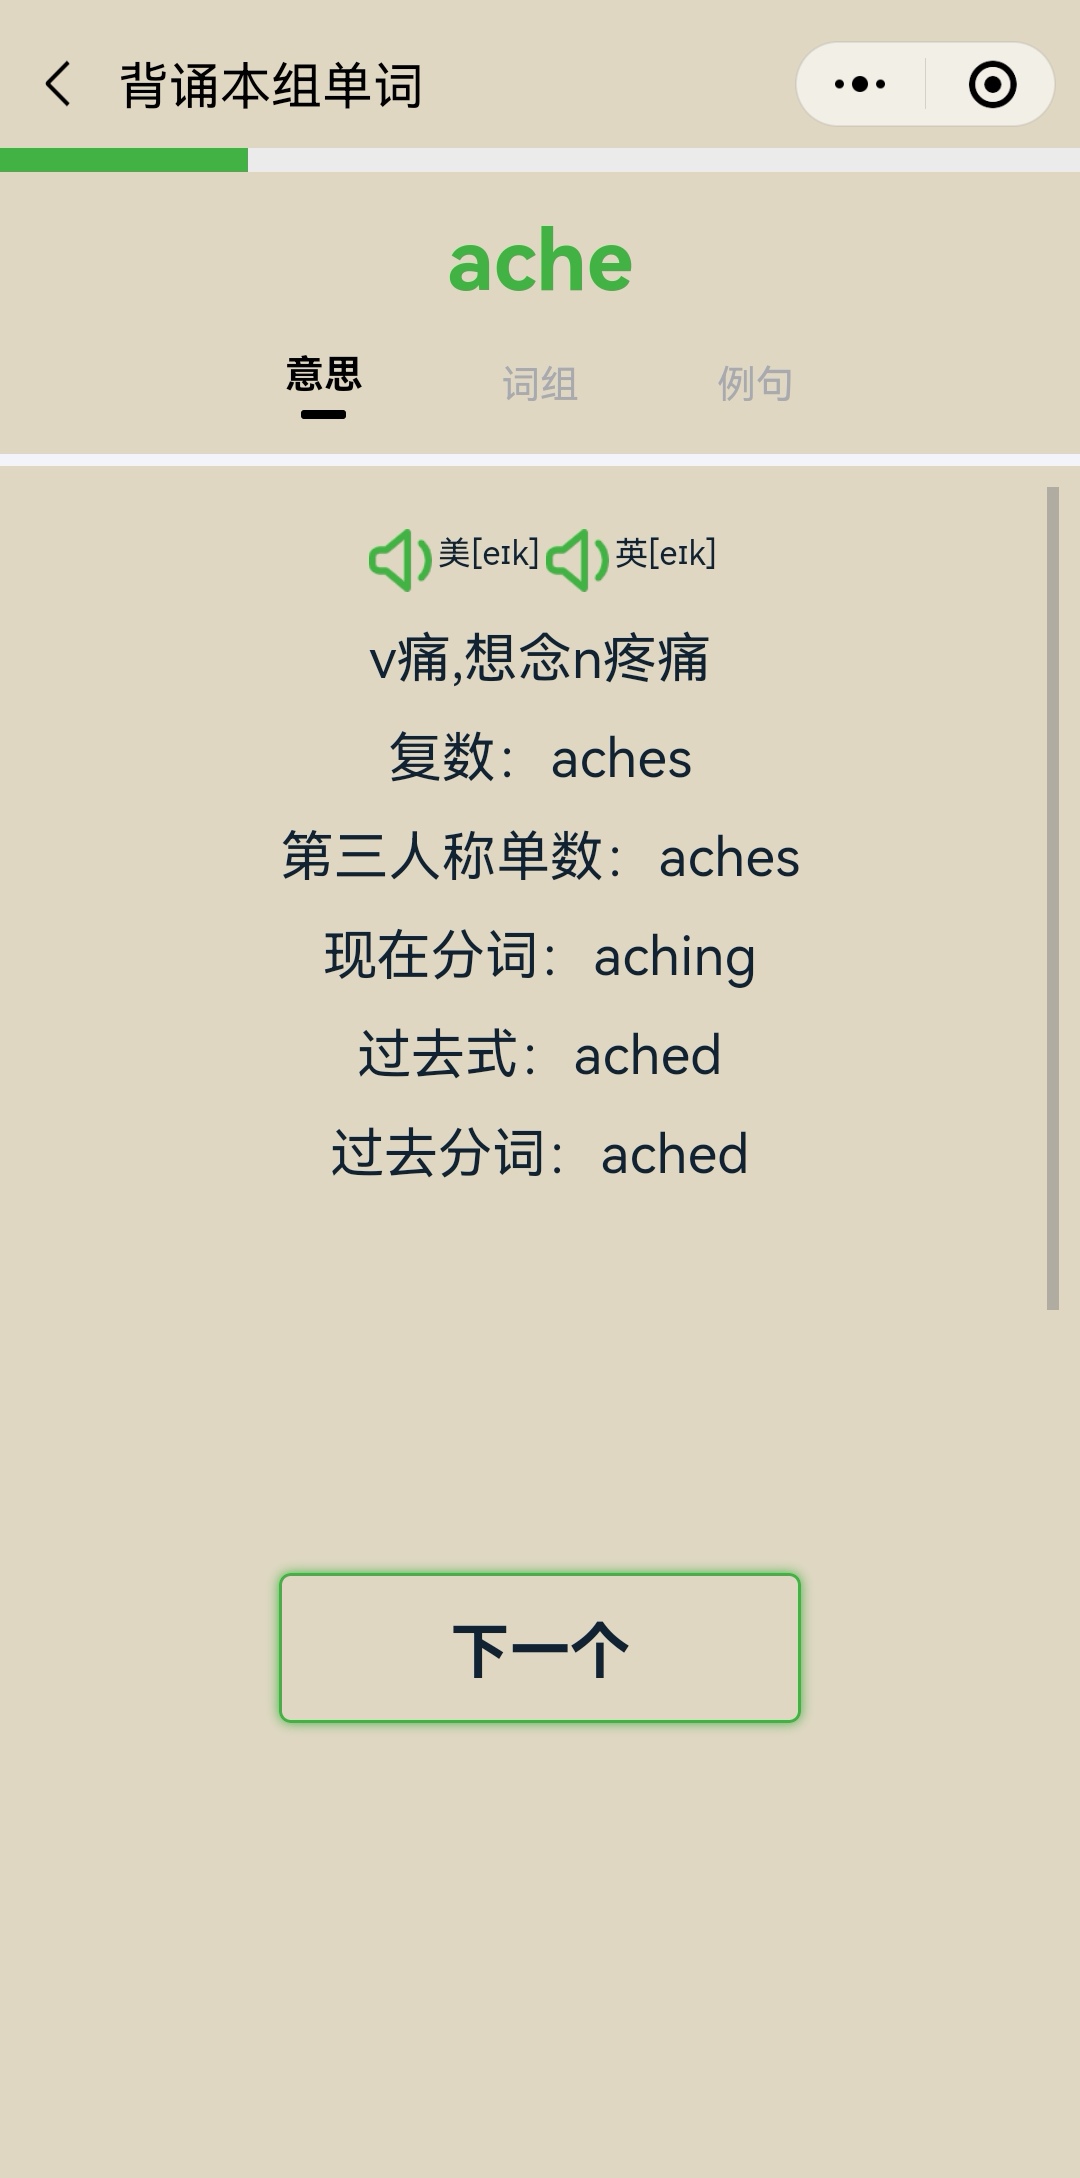 背诵本组单词
ache
意思 词组 例句
美[eɪk] 英[eɪk]
v痛,想念n疼痛
复数：aches
第三人称单数：aches
现在分词：aching
过去式：ached
过去分词：ached
下一个